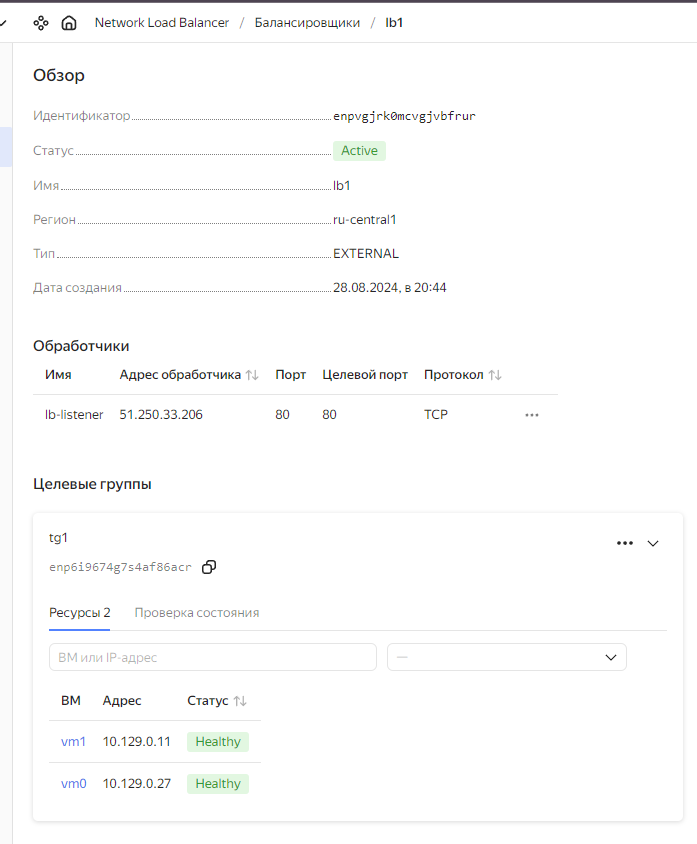 Network Load Balancer / Балансировщики / lb1
Обзор
Идентификатор enpvgjrk0mcvgjvbfrur
Статус Active
Имя lb1
Регион ru-central1
Тип EXTERNAL
Дата создания 28.08.2024, в 20:44
Обработчики
Имя Адрес обработчика Порт Целевой порт Протокол
lb-listener 51.250.33.206 80 80 TCP
Целевые группы
tg1
enp6i9674g7s4af86acr
Ресурсы 2 Проверка состояния
ВМ или IP-адрес —
ВМ Адрес Статус
vm1 10.129.0.11 Healthy
vm0 10.129.0.27 Healthy